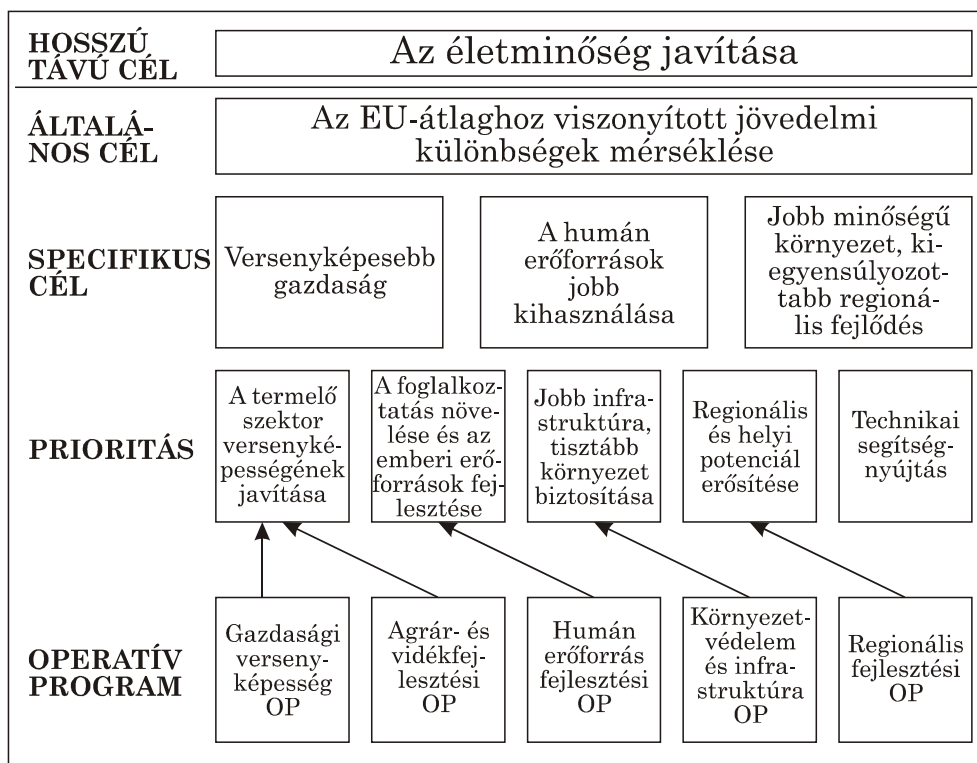 HOSSZÚ
TÁVÚ CÉL
Az életminőség javítása
ÁLTALÁ-
NOS CÉL
Az EU-átlaghoz viszonyított jövedelmi
különbségek mérséklése
SPECIFIKUS
CÉL
Versenyképesebb
gazdaság
A humán
erőforrások
jobb
kihasználása
Jobb minőségű
környezet, ki-
egyensúlyozot-
tabb regioná-
lis fejlődés
PRIORITÁS
A termelő
szektor
versenyké-
pességének
javítása
A foglalkoz-
tatás növe-
lése és az
emberi erő-
források fej-
lesztése
Jobb infra-
struktúra,
tisztább
környezet
biztosítása
Regionális
és helyi
potenciál
erősítése
Technikai
segítség-
nyújtás
OPERATÍV
PROGRAM
Gazdasági
verseny-
képesség
OP
Agrár- és
vidékfej-
lesztési
OP
Humán
erőforrás
fejlesztési
OP
Környezet-
védelem
és infra-
struktúra
OP
Regionális
fejlesztési
OP